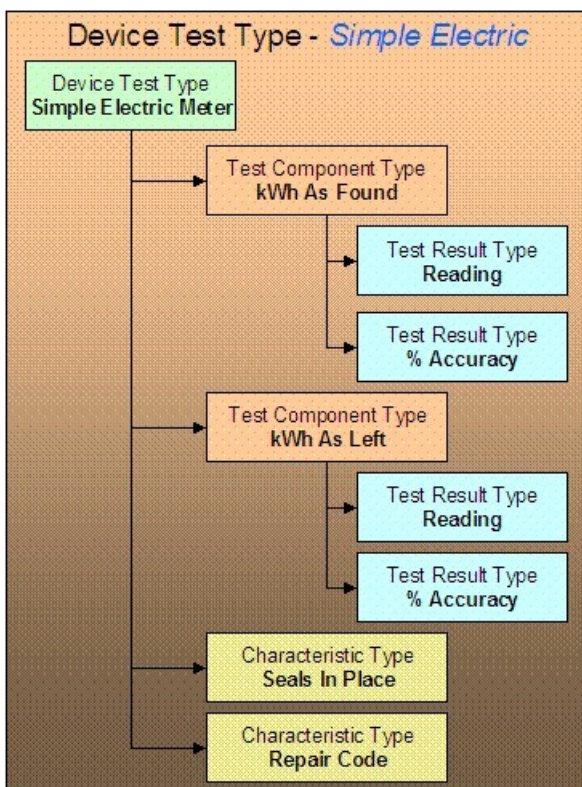 Device Test Type - Simple Electric
Device Test Type
Simple Electric Meter
Test Component Type
kWh As Found
Test Result Type
Reading
Test Result Type
% Accuracy
Test Component Type
kWh As Left
Test Result Type
Reading
Test Result Type
% Accuracy
Characteristic Type
Seals In Place
Characteristic Type
Repair Code